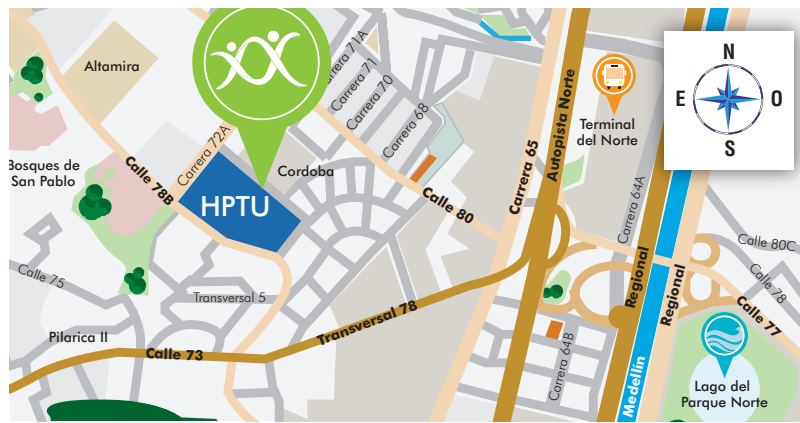 Carrera 71A
Altamira
Carrera 71
Carrera 70
Carrera 68
Autopista Norte
Terminal
del Norte
N
E
O
S
Carrera 72A
Bosques de
San Pablo
Calle 78B
Cordoba
HPTU
Calle 80
Carrera 65
Carrera 64A
Calle 80C
Calle 75
Transversal 5
Regional
Regional
Calle 78
Calle 77
Pilarica II
Calle 73
Transversal 78
Carrera 64B
Medellín
Lago del
Parque Norte